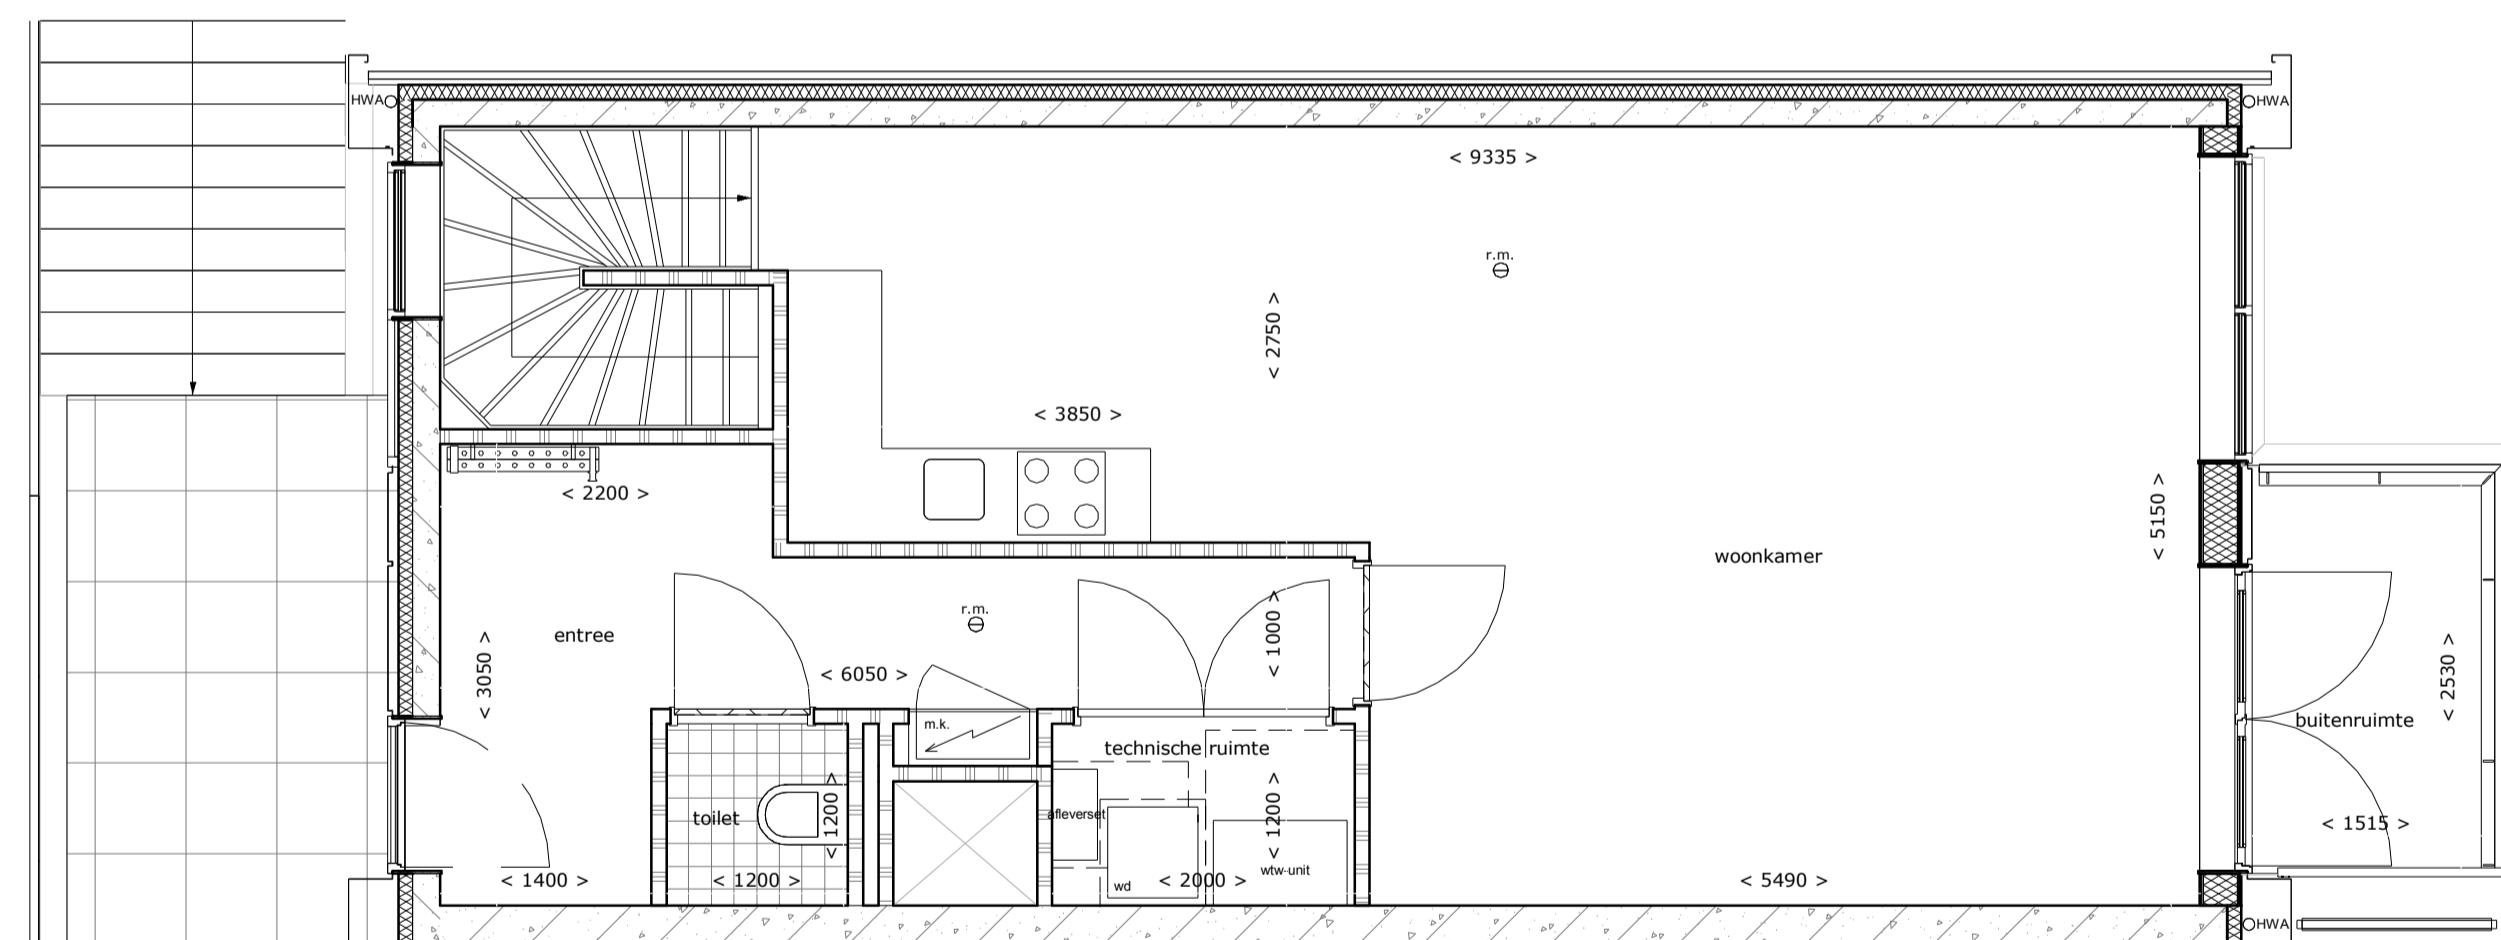 HWA
HWA
< 9335 >
r.m.
< 2750 >
< 3850 >
< 2200 >
< 5150 >
woonkamer
r.m.
entree
< 1000 >
< 3050 >
< 6050 >
< 2530 >
m.k.
buitenruimte
technische ruimte
toilet
< 1200 >
afleverset
< 1200 >
< 1515 >
wtw-unit
< 1400 >
< 1200 >
wd
< 2000 >
< 5490 >
HWA